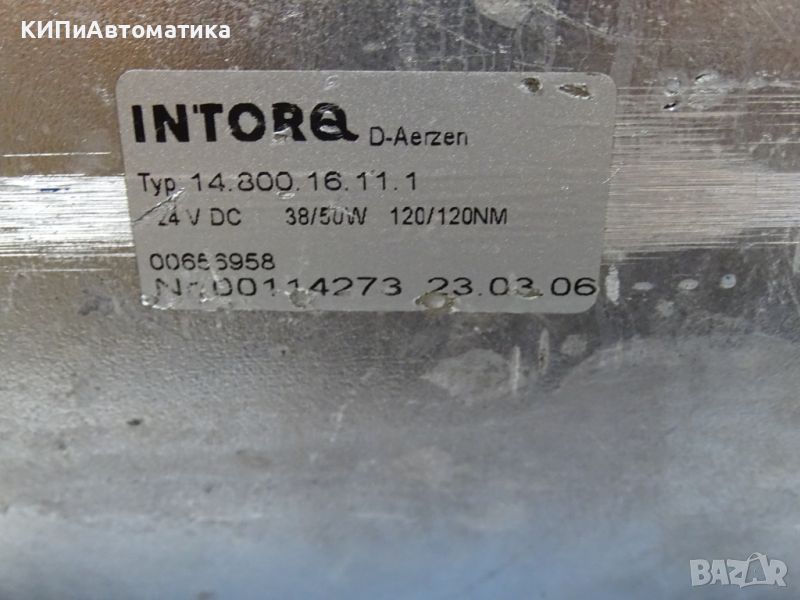 КИПиАвтоматика
INTORQ D-Aerzen
Typ 14.800.16.11.1
24 V DC 38/50W 120/120NM
00656958
Nr. 00114273 23.03.06
BAZAR